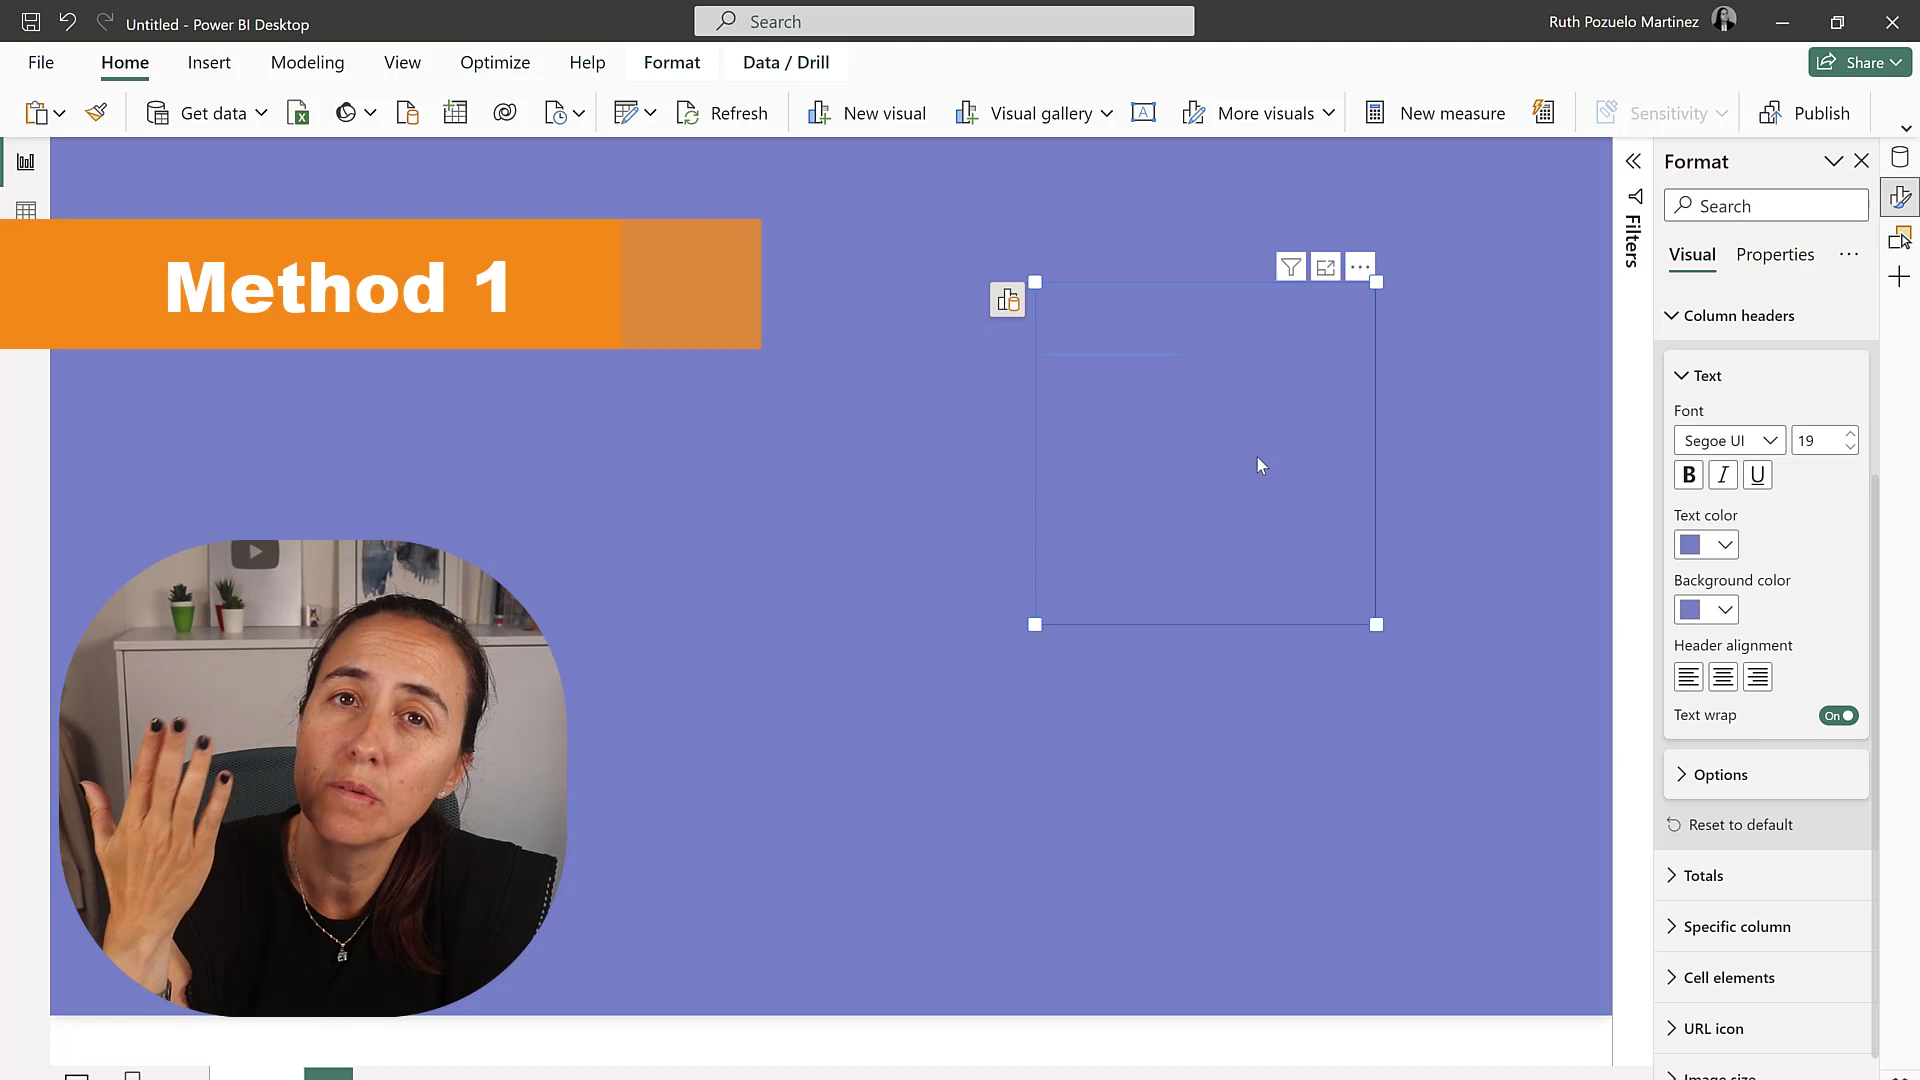 Untitled - Power BI Desktop
Search
Ruth Pozuelo Martinez
File
Home
Insert
Modeling
View
Optimize
Help
Format
Data / Drill
Share
Get data
Refresh
New visual
Visual gallery
A
More visuals
New measure
Sensitivity
Publish
Method 1
Filters
Format
Search
Visual
Properties
Column headers
Text
Font
Segoe UI
19
B
I
U
Text color
Background color
Header alignment
Text wrap
On
Options
Reset to default
Totals
Specific column
Cell elements
URL icon
Image size